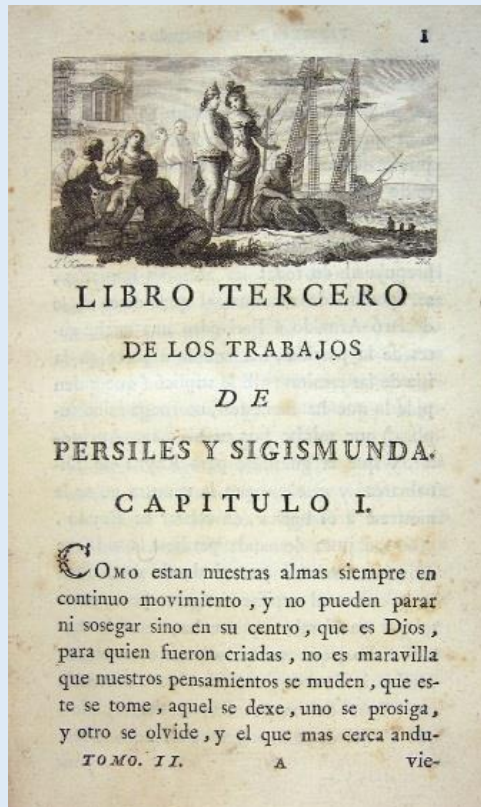 I
LIBRO TERCERO
DE LOS TRABAJOS
DE
PERSILES Y SIGISMUNDA.
CAPITULO I.
COMO estan nuestras almas siempre en
continuo movimiento, y no pueden parar
ni sosegar sino en su centro, que es Dios,
para quien fueron criadas, no es maravilla
que nuestros pensamientos se muden, que es-
te se tome, aquel se dexe, uno se prosiga,
y otro se olvide, y el que mas cerca andu-
TOMO. II. A vie-